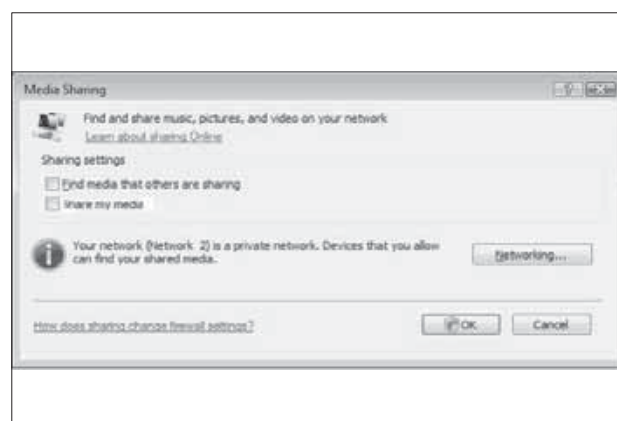 Media Sharing
Find and share music, pictures, and video on your network
Learn about sharing Online
Sharing settings
Find media that others are sharing
Share my media
Your network (Network 2) is a private network. Devices that you allow
can find your shared media.
Networking...
How does sharing change firewall settings?
OK
Cancel